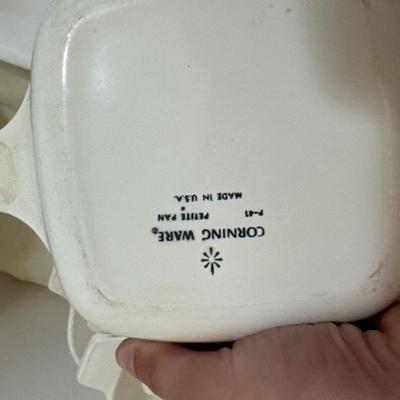 CORNING WARE®
P-41 PETITE PAN
MADE IN U.S.A.